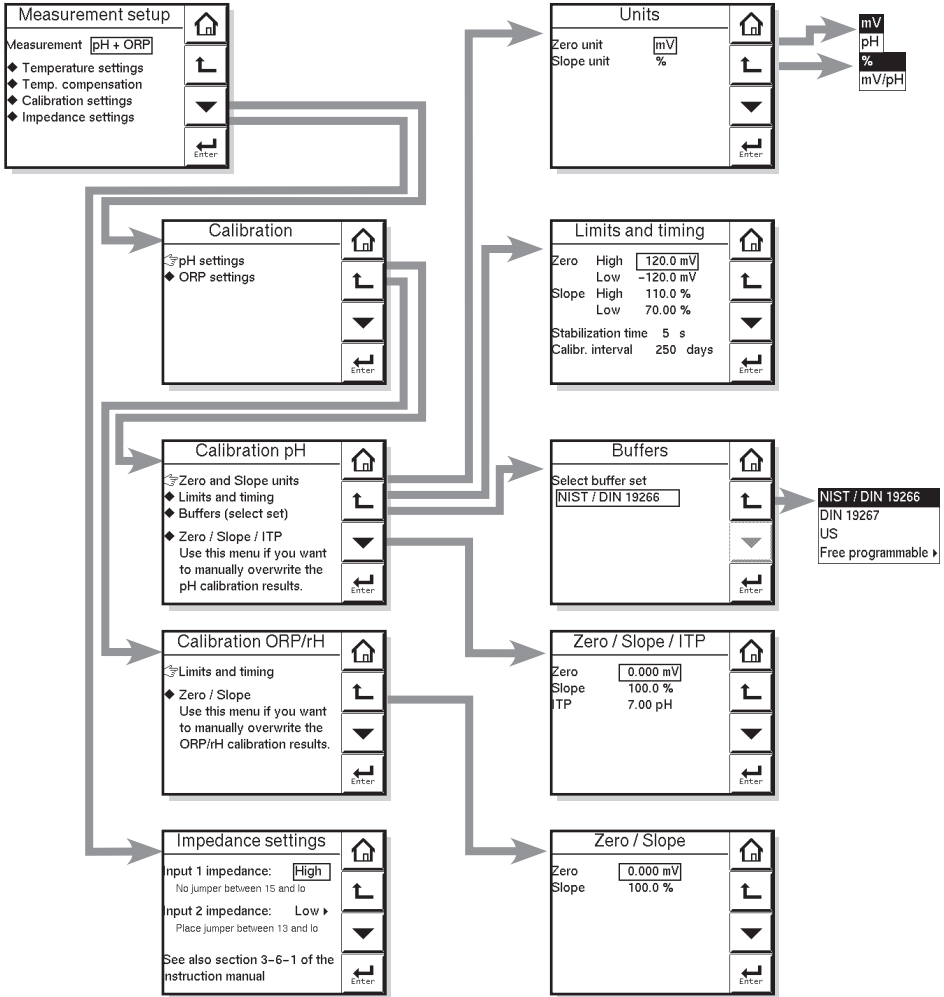 Measurement setup
Measurement pH + ORP
Temperature settings
Temp. compensation
Calibration settings
Impedance settings
Enter
Units
Zero unit mV
Slope unit %
Enter
mV
pH
%
mV/pH
Calibration
pH settings
ORP settings
Enter
Limits and timing
Zero High 120.0 mV
Low -120.0 mV
Slope High 110.0 %
Low 70.00 %
Stabilization time 5 s
Calibr. interval 250 days
Enter
Calibration pH
Zero and Slope units
Limits and timing
Buffers (select set)
Zero / Slope / ITP
Use this menu if you want
to manually overwrite the
pH calibration results.
Enter
Buffers
Select buffer set
NIST / DIN 19266
Enter
NIST / DIN 19266
DIN 19267
US
Free programmable
Calibration ORP/rH
Limits and timing
Zero / Slope
Use this menu if you want
to manually overwrite the
ORP/rH calibration results.
Enter
Zero / Slope / ITP
Zero 0.000 mV
Slope 100.0 %
ITP 7.00 pH
Enter
Impedance settings
Input 1 impedance: High
No jumper between 15 and Io
Input 2 impedance: Low
Place jumper between 13 and Io
See also section 3-6-1 of the
instruction manual
Enter
Zero / Slope
Zero 0.000 mV
Slope 100.0 %
Enter